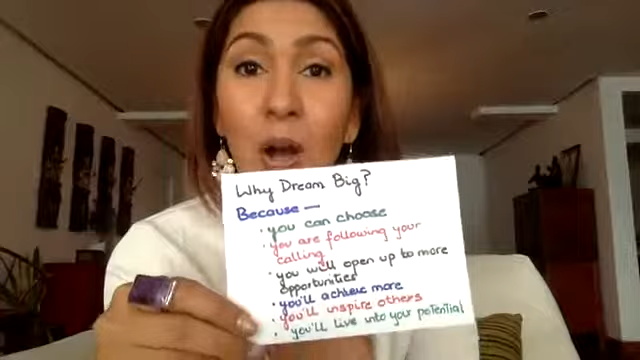 Why Dream Big?
Because —
• you can choose
• you are following your
calling
• you will open up to more
opportunities
• you'll achieve more
• you'll inspire others
• you'll live into your potential